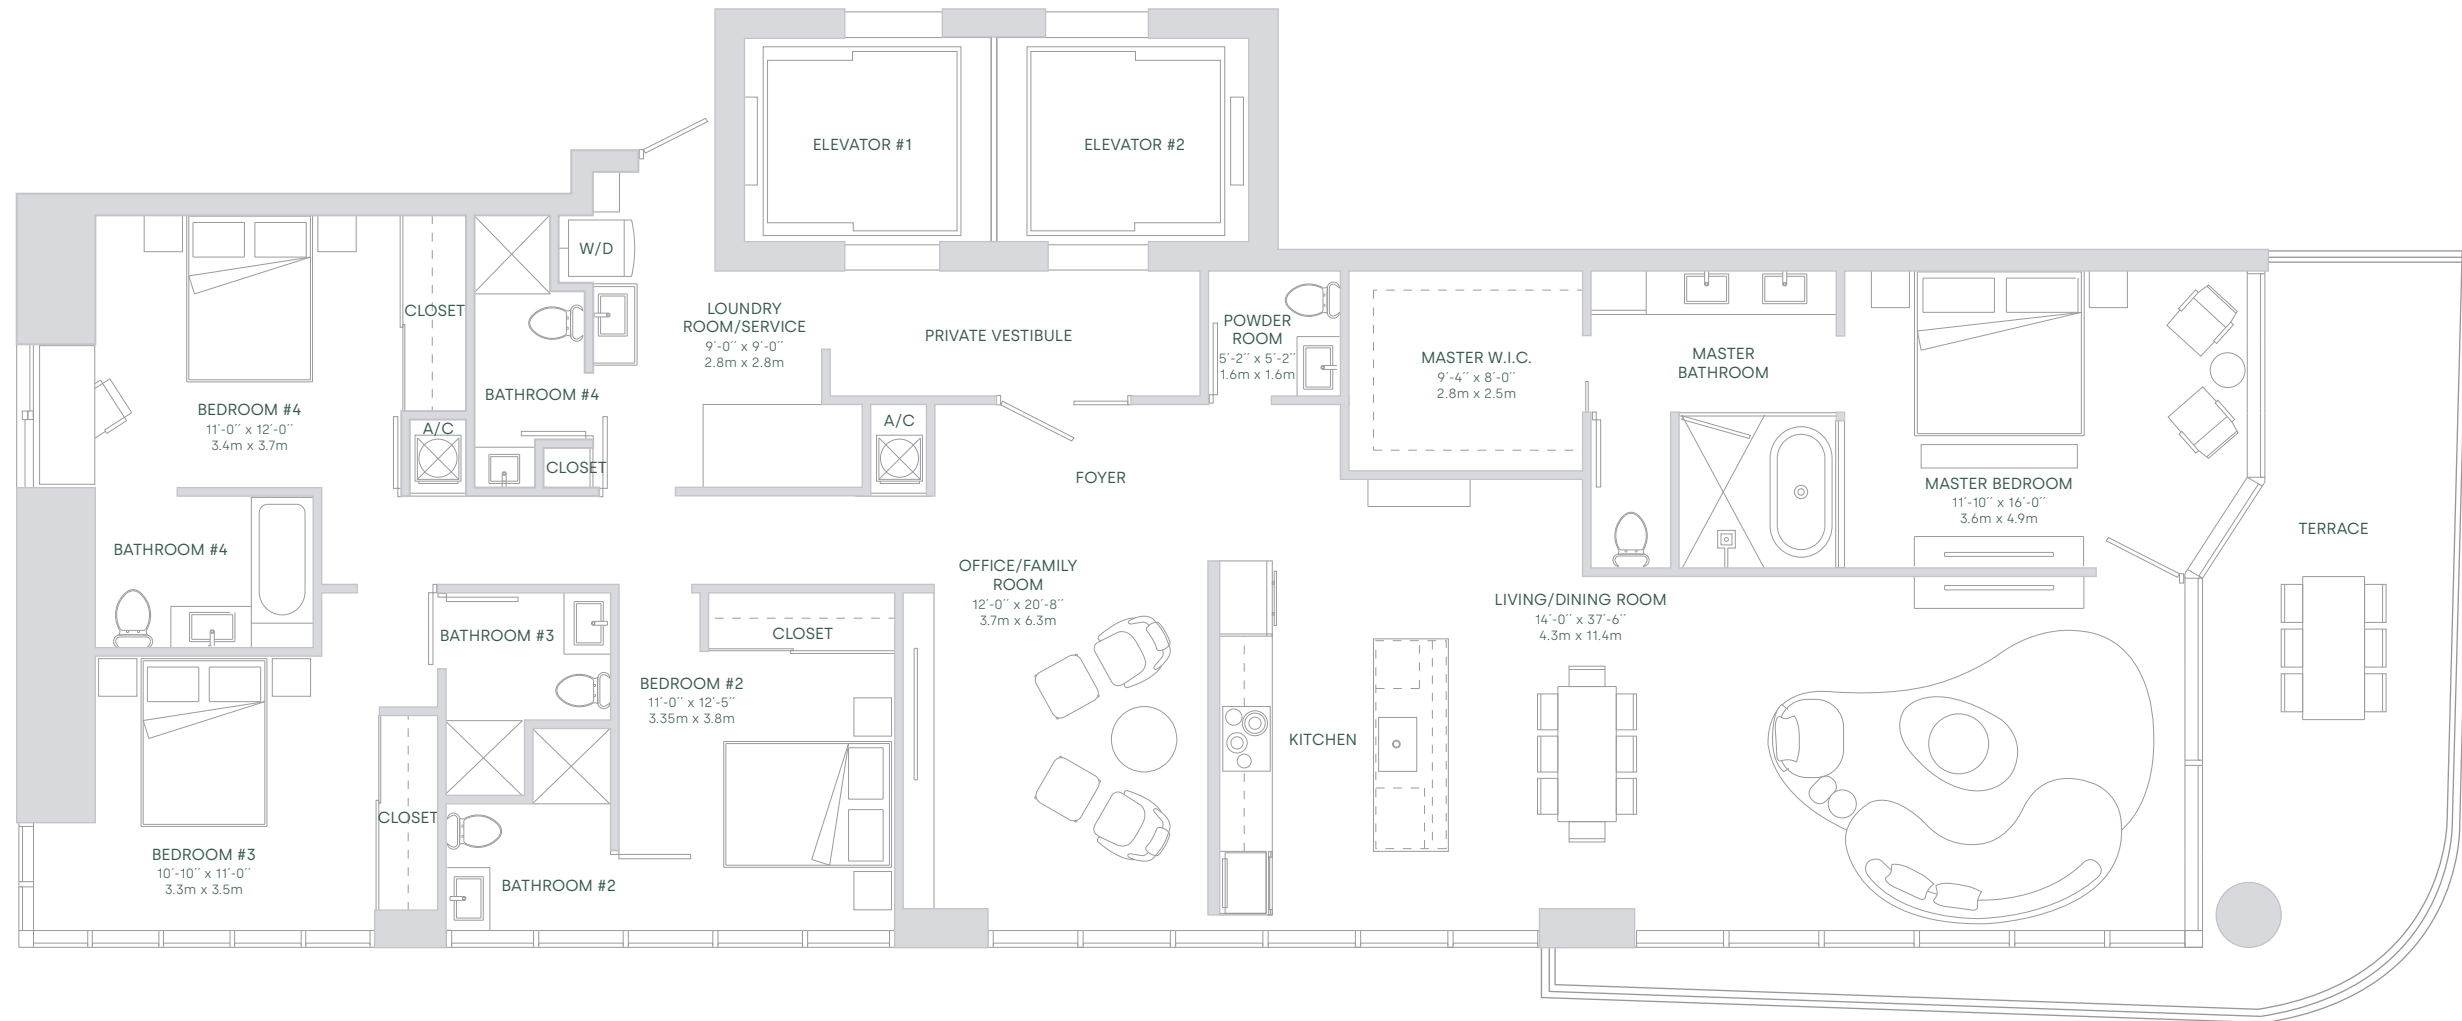 ELEVATOR #1
ELEVATOR #2
W/D
CLOSET
LOUNDRY
ROOM/SERVICE
9´-0´´ x 9´-0´´
2.8m x 2.8m
PRIVATE VESTIBULE
POWDER
ROOM
5´-2´´ x 5´-2´´
1.6m x 1.6m
MASTER W.I.C.
9´-4´´ x 8´-0´´
2.8m x 2.5m
MASTER
BATHROOM
BATHROOM #4
BEDROOM #4
11´-0´´ x 12´-0´´
3.4m x 3.7m
A/C
A/C
CLOSET
FOYER
MASTER BEDROOM
11´-10´´ x 16´-0´´
3.6m x 4.9m
TERRACE
BATHROOM #4
OFFICE/FAMILY
ROOM
12´-0´´ x 20´-8´´
3.7m x 6.3m
LIVING/DINING ROOM
14´-0´´ x 37´-6´´
4.3m x 11.4m
BATHROOM #3
CLOSET
BEDROOM #2
11´-0´´ x 12´-5´´
3.35m x 3.8m
KITCHEN
CLOSET
BEDROOM #3
10´-10´´ x 11´-0´´
3.3m x 3.5m
BATHROOM #2